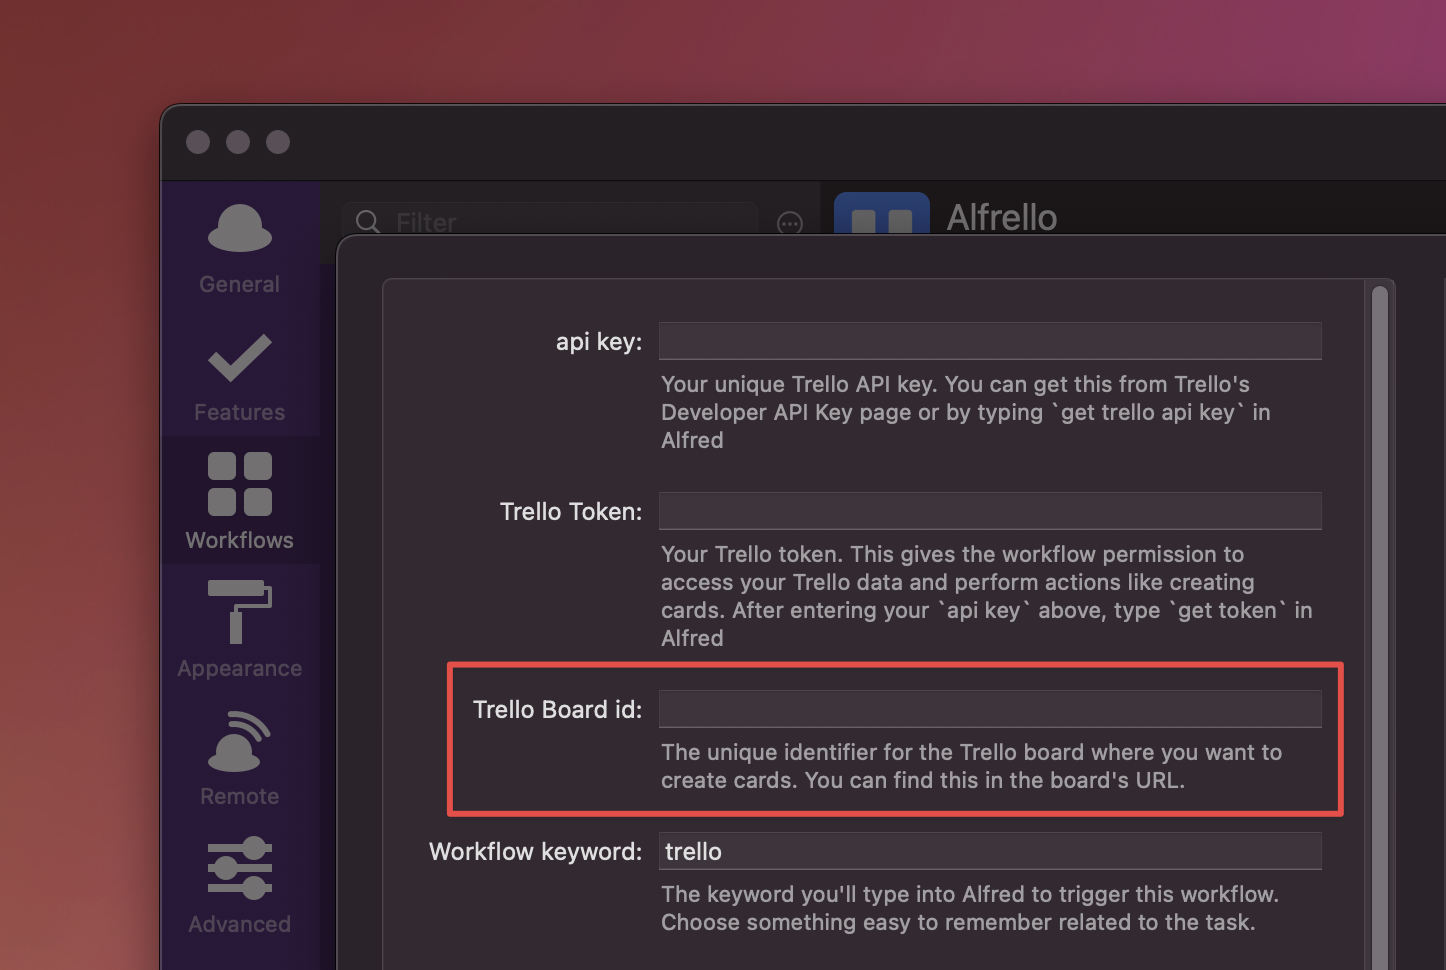 Filter
Alfrello
General
Features
Workflows
Appearance
Remote
Advanced
api key:
Your unique Trello API key. You can get this from Trello's
Developer API Key page or by typing `get trello api key` in
Alfred
Trello Token:
Your Trello token. This gives the workflow permission to
access your Trello data and perform actions like creating
cards. After entering your `api key` above, type `get token` in
Alfred
Trello Board id:
The unique identifier for the Trello board where you want to
create cards. You can find this in the board's URL.
Workflow keyword: trello
The keyword you'll type into Alfred to trigger this workflow.
Choose something easy to remember related to the task.